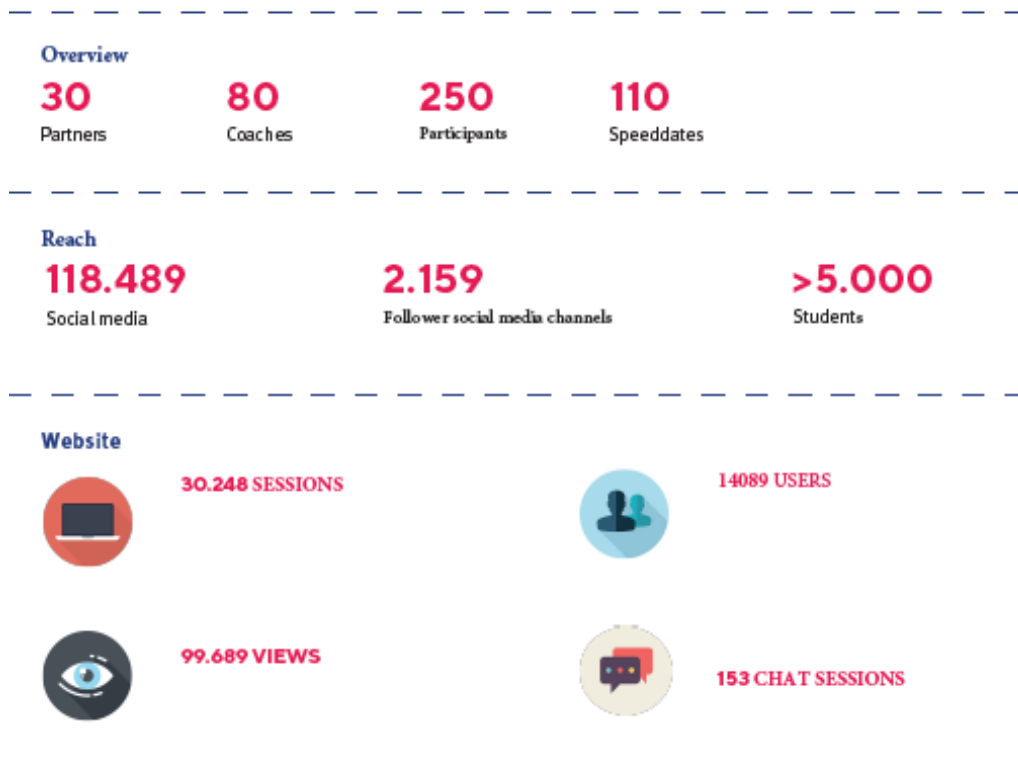 Overview
30 80 250 110
Partners Coaches Participants Speeddates
Reach
118.489 2.159 >5.000
Social media Follower social media channels Students
Website
30.248 SESSIONS 14089 USERS
99.689 VIEWS 153 CHAT SESSIONS